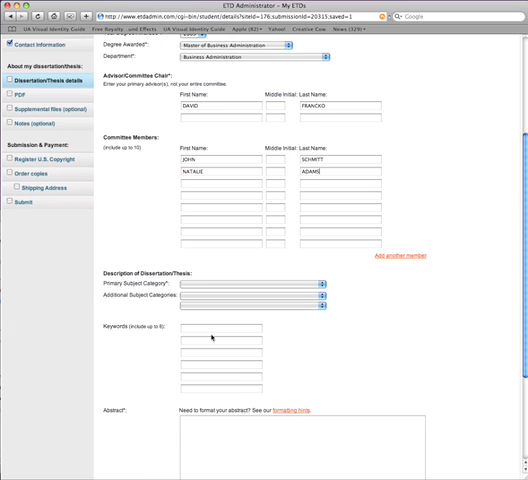 ETD Administrator — My ETDs
http://www.etdadmin.com/cgi-bin/student/details?siteId=176;submissionId=20315;saved=1
Google
UA Visual Identity Guide
Free Royalty ...und Effects
Apple (82)
Yahoo!
Creative Cow
News (329)
UA Visual Identity Guide
Contact Information
Degree Awarded*:
Master of Business Administration
Department*:
Business Administration
About my dissertation/thesis:
Dissertation/Thesis details
PDF
Supplemental files (optional)
Notes (optional)
Submission & Payment:
Register U.S. Copyright
Order copies
Shipping Address
Submit
Advisor/Committee Chair*:
Enter your primary advisor(s), not your entire committee.
First Name: Middle Initial: Last Name:
DAVID FRANCKO
Committee Members:
(include up to 10)
First Name: Middle Initial: Last Name:
JOHN SCHMITT
NATALIE ADAMS
Add another member
Description of Dissertation/Thesis:
Primary Subject Category*:
Additional Subject Categories:
Keywords (include up to 6):
Abstract*:
Need to format your abstract? See our formatting hints.